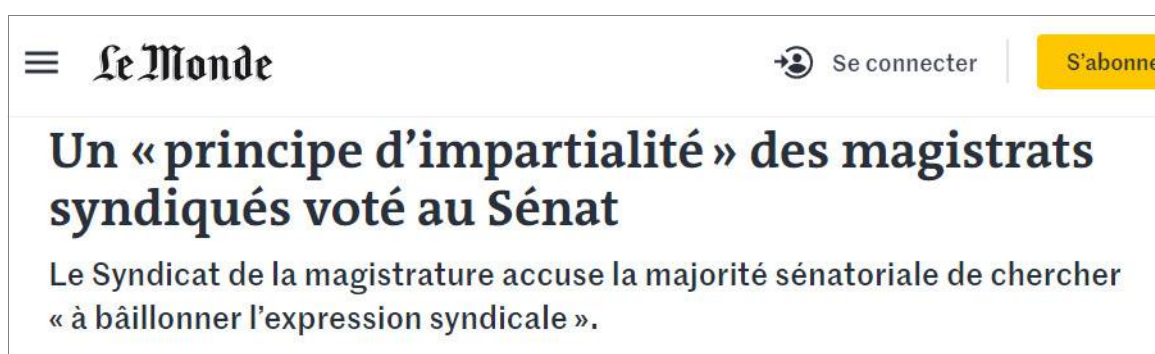 Le Monde
Se connecter
S'abonne
Un « principe d'impartialité » des magistrats
syndiqués voté au Sénat
Le Syndicat de la magistrature accuse la majorité sénatoriale de chercher
« à bâillonner l'expression syndicale ».